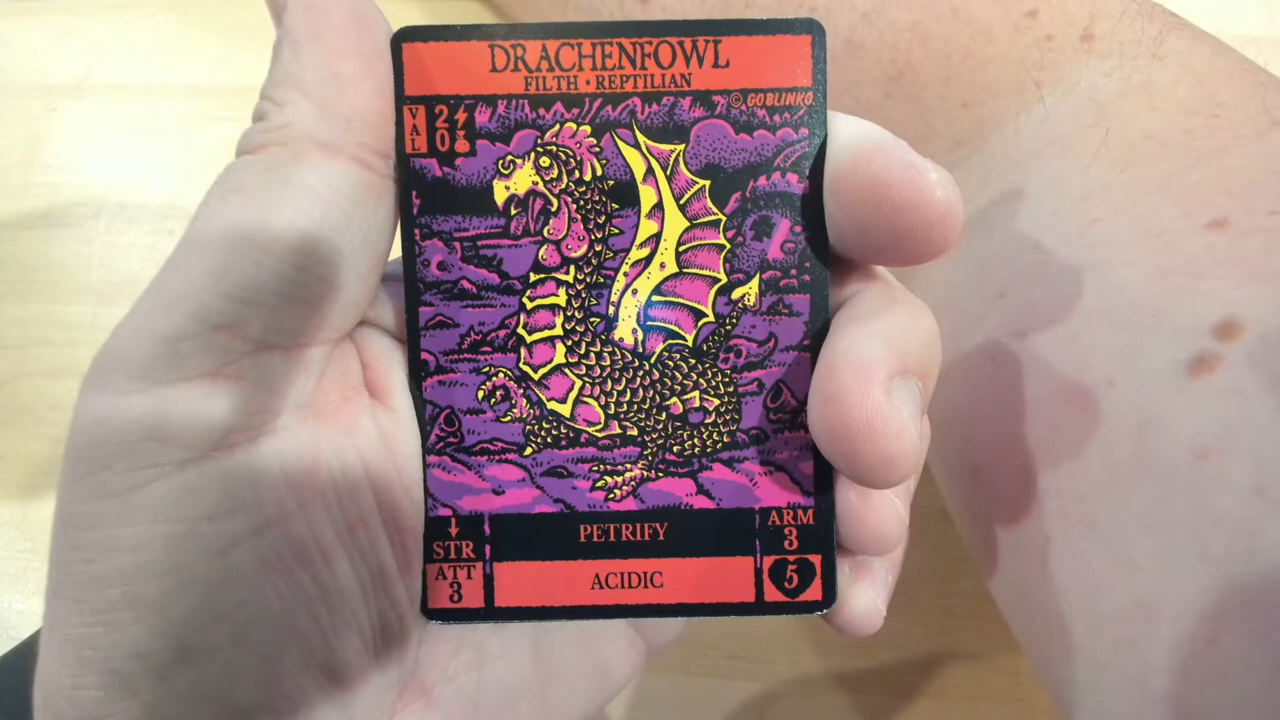 DRACHENFOWL
FILTH • REPTILIAN
© GOBLINKO
VAL
2
0
PETRIFY
ACIDIC
↓
STR
ATT
3
ARM
3
5